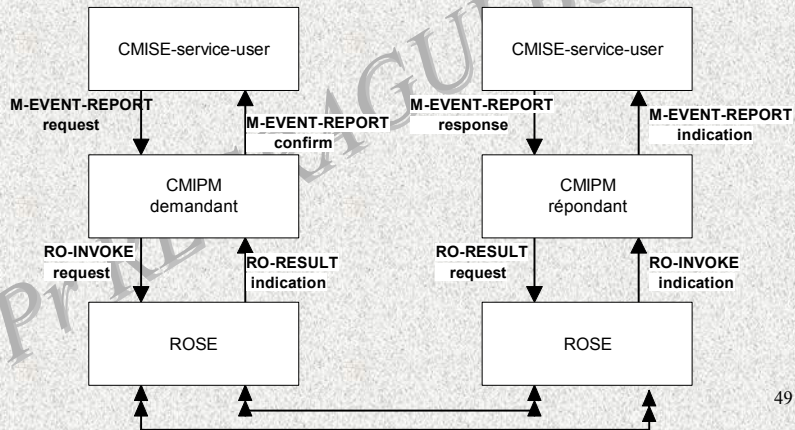 CMISE-service-user
CMISE-service-user
M-EVENT-REPORT
request
M-EVENT-REPORT
confirm
M-EVENT-REPORT
response
M-EVENT-REPORT
indication
CMIPM
demandant
CMIPM
répondant
RO-INVOKE
request
RO-RESULT
indication
RO-RESULT
request
RO-INVOKE
indication
ROSE
ROSE
49
Pr